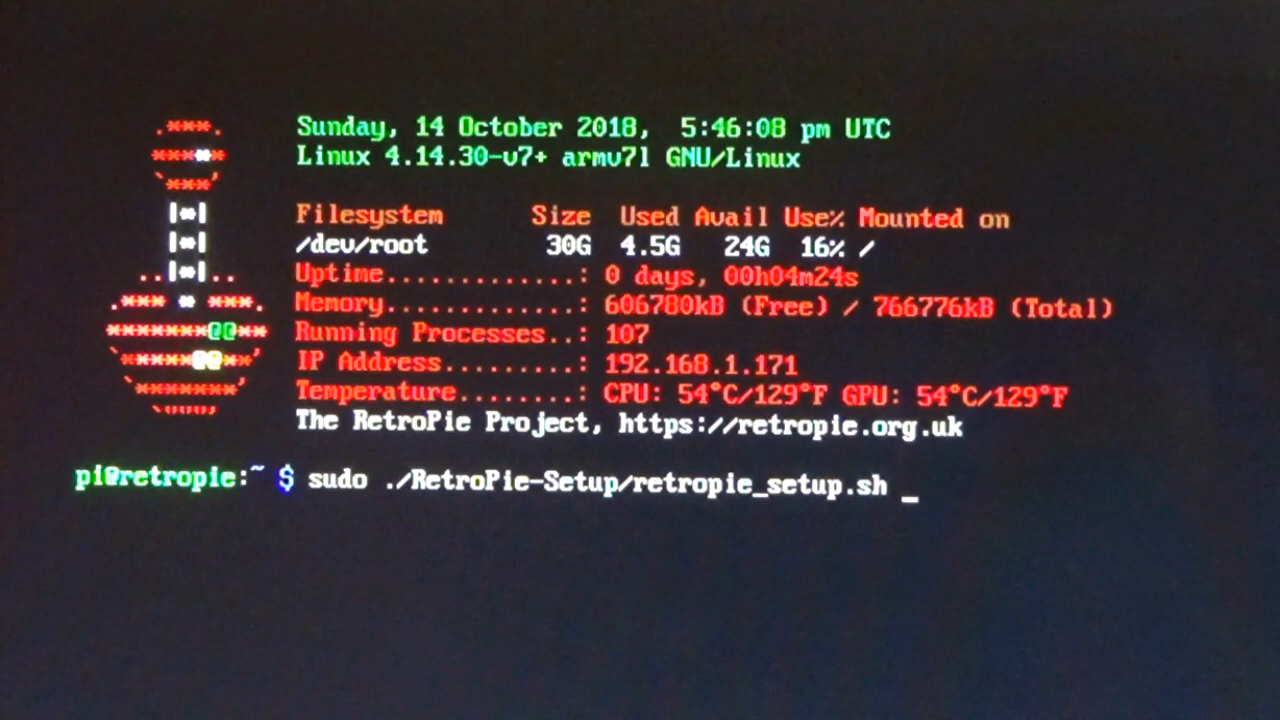 Sunday, 14 October 2018,  5:46:08 pm UTC
Linux 4.14.30-v7+ armv7l GNU/Linux
Filesystem      Size  Used Avail Use% Mounted on
/dev/root        30G  4.5G   24G  16% /
Uptime.............: 0 days, 00h04m24s
Memory.............: 606780kB (Free) / 766776kB (Total)
Running Processes..: 107
IP Address.........: 192.168.1.171
Temperature........: CPU: 54°C/129°F GPU: 54°C/129°F
The RetroPie Project, https://retropie.org.uk
pi@retropie:~ $ sudo ./RetroPie-Setup/retropie_setup.sh _